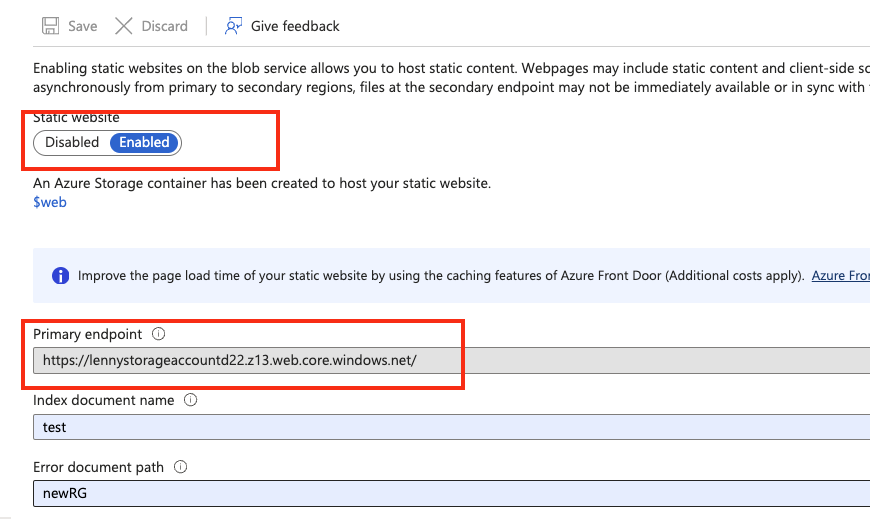 Save Discard Give feedback
Enabling static websites on the blob service allows you to host static content. Webpages may include static content and client-side
asynchronously from primary to secondary regions, files at the secondary endpoint may not be immediately available or in sync with
Static website
Disabled Enabled
An Azure Storage container has been created to host your static website.
$web
Improve the page load time of your static website by using the caching features of Azure Front Door (Additional costs apply). Azure
Primary endpoint
https://lennystorageaccountd22.z13.web.core.windows.net/
Index document name
test
Error document path
newRG